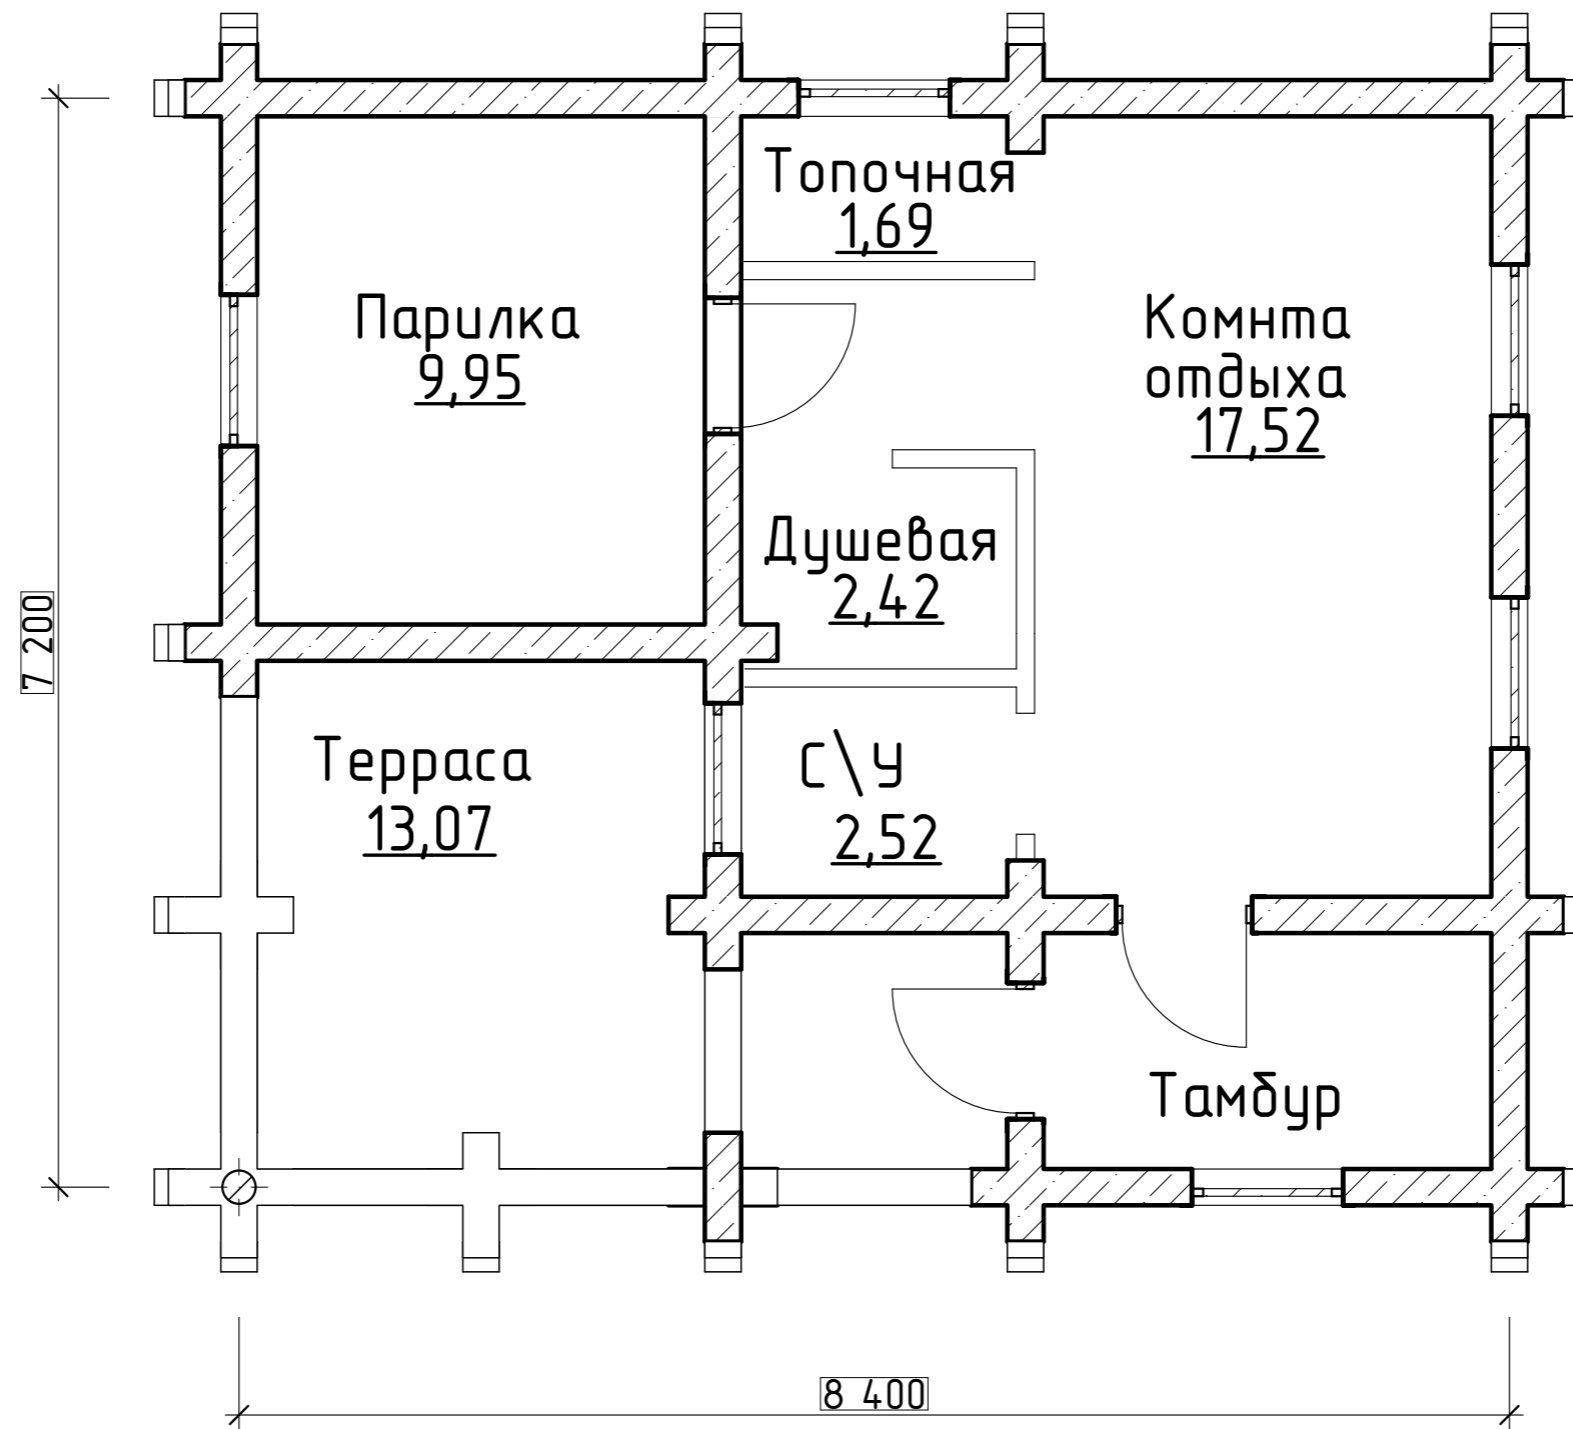 Топочная
1,69
Парилка
9,95
Комнта
отдыха
17,52
Душевая
2,42
7 200
Терраса
13,07
С\У
2,52
Тамбур
8 400